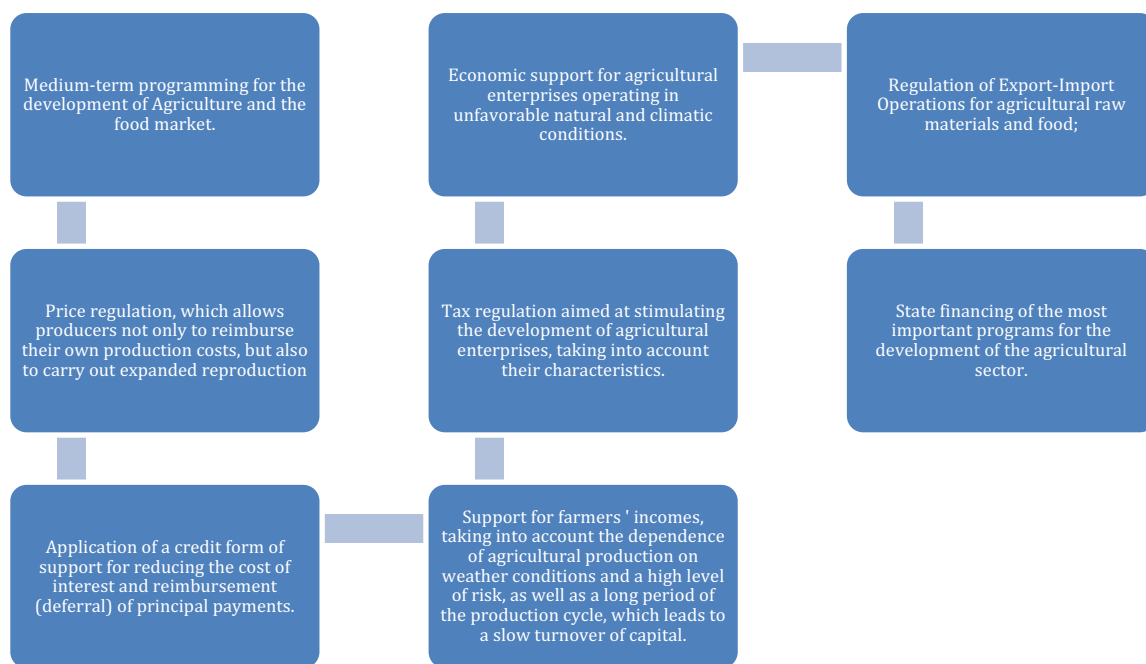 Medium-term programming for the
development of Agriculture and the
food market.
Price regulation, which allows
producers not only to reimburse
their own production costs, but also
to carry out expanded reproduction
Application of a credit form of
support for reducing the cost of
interest and reimbursement
(deferral) of principal payments.
Support for farmers ' incomes,
taking into account the dependence
of agricultural production on
weather conditions and a high level
of risk, as well as a long period of
the production cycle, which leads to
a slow turnover of capital.
Tax regulation aimed at stimulating
the development of agricultural
enterprises, taking into account
their characteristics.
Economic support for agricultural
enterprises operating in
unfavorable natural and climatic
conditions.
Regulation of Export-Import
Operations for agricultural raw
materials and food;
State financing of the most
important programs for the
development of the agricultural
sector.